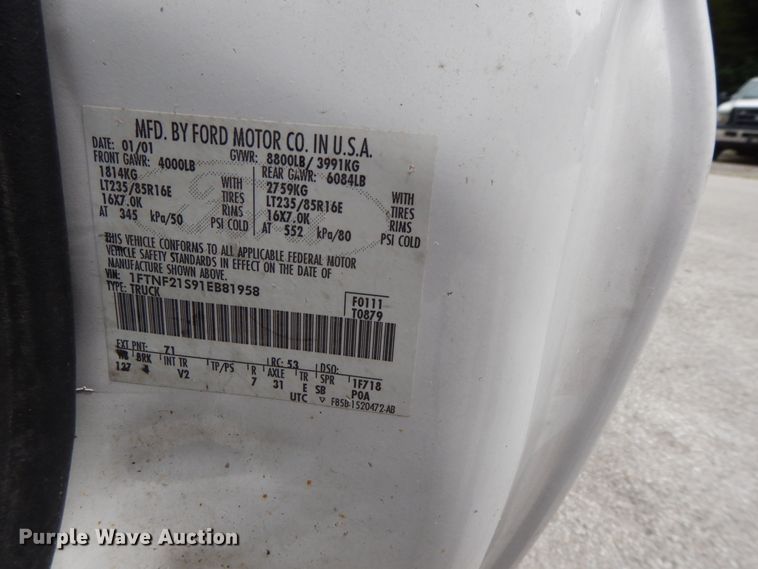 MFD. BY FORD MOTOR CO. IN U.S.A.
DATE: 01/01 GVWR: 8800LB/ 3991KG
FRONT GAWR: 4000LB REAR GAWR: 6084LB
1814KG WITH 2759KG WITH
LT235/85R16E TIRES LT235/85R16E TIRES
16X7.0K RIMS 16X7.0K RIMS
AT 345 kPa/50 PSI COLD AT 552 kPa/80 PSI COLD
THIS VEHICLE CONFORMS TO ALL APPLICABLE FEDERAL MOTOR
VEHICLE SAFETY STANDARDS IN EFFECT ON THE DATE OF
MANUFACTURE SHOWN ABOVE.
VIN: 1FTNF21S91EB81958
TYPE: TRUCK
F0111
T0879
EXT PNT: Z1 RC: 53 DSO:
WB BRK INT TR TP/PS R AXLE TR SPR 1F718
127 4 V2 7 31 E SB P0A
UTC ▽ F85B-1520472-AB
Purple Wave Auction